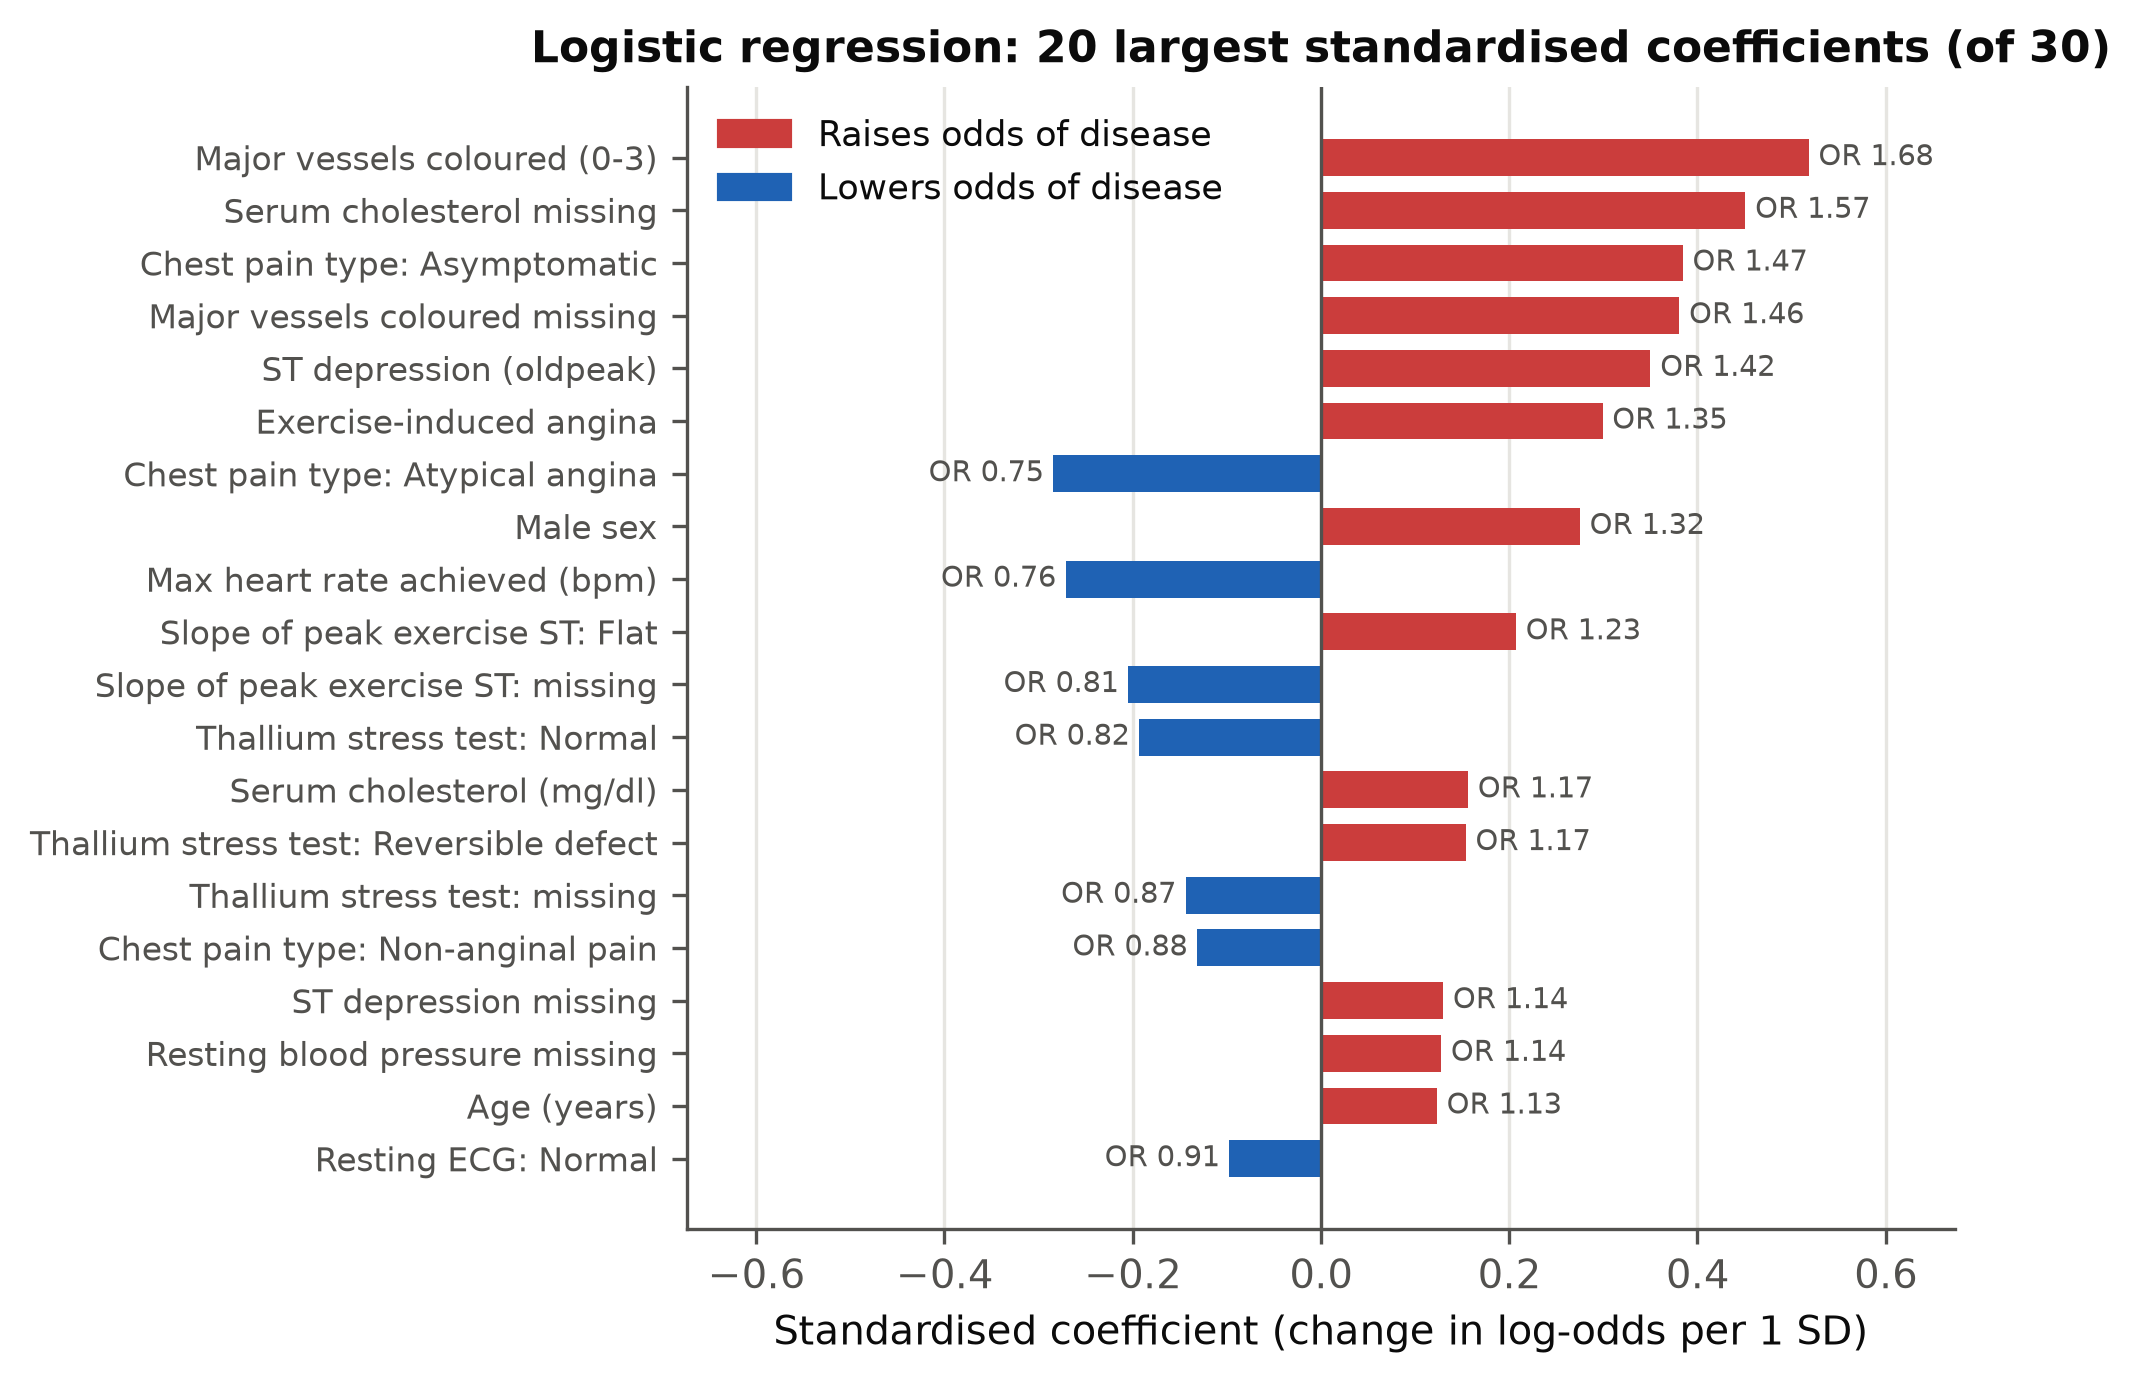 Logistic regression: 20 largest standardised coefficients (of 30)
Raises odds of disease
Lowers odds of disease
Major vessels coloured (0-3) OR 1.68
Serum cholesterol missing OR 1.57
Chest pain type: Asymptomatic OR 1.47
Major vessels coloured missing OR 1.46
ST depression (oldpeak) OR 1.42
Exercise-induced angina OR 1.35
Chest pain type: Atypical angina OR 0.75
Male sex OR 1.32
Max heart rate achieved (bpm) OR 0.76
Slope of peak exercise ST: Flat OR 1.23
Slope of peak exercise ST: missing OR 0.81
Thallium stress test: Normal OR 0.82
Serum cholesterol (mg/dl) OR 1.17
Thallium stress test: Reversible defect OR 1.17
Thallium stress test: missing OR 0.87
Chest pain type: Non-anginal pain OR 0.88
ST depression missing OR 1.14
Resting blood pressure missing OR 1.14
Age (years) OR 1.13
Resting ECG: Normal OR 0.91
−0.6 −0.4 −0.2 0.0 0.2 0.4 0.6
Standardised coefficient (change in log-odds per 1 SD)